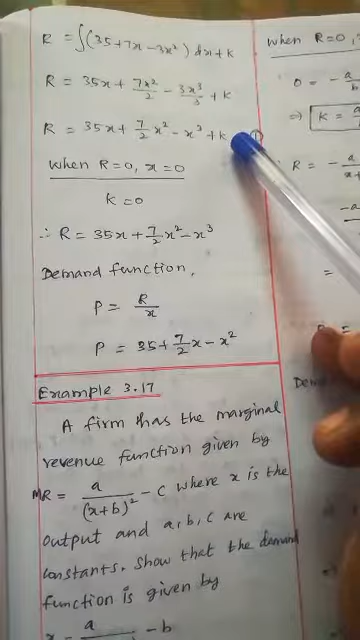 R = ∫(35+7x-3x²) dx + k
R = 35x + 7x²/2 - 3x³/3 + k
R = 35x + 7/2 x² - x³ + k
when R=0, x=0
k = 0
∴ R = 35x + 7/2 x² - x³
Demand function,
P = R/x
P = 35 + 7/2 x - x²
Example 3.17
A firm has the marginal
revenue function given by
MR = a/(x+b)² - c where x is the
output and a, b, c are
constants. Show that the demand
function is given by
when R=0,
0 = -a/b
⇒ k = a/
∴ R = -a/
-a/
=